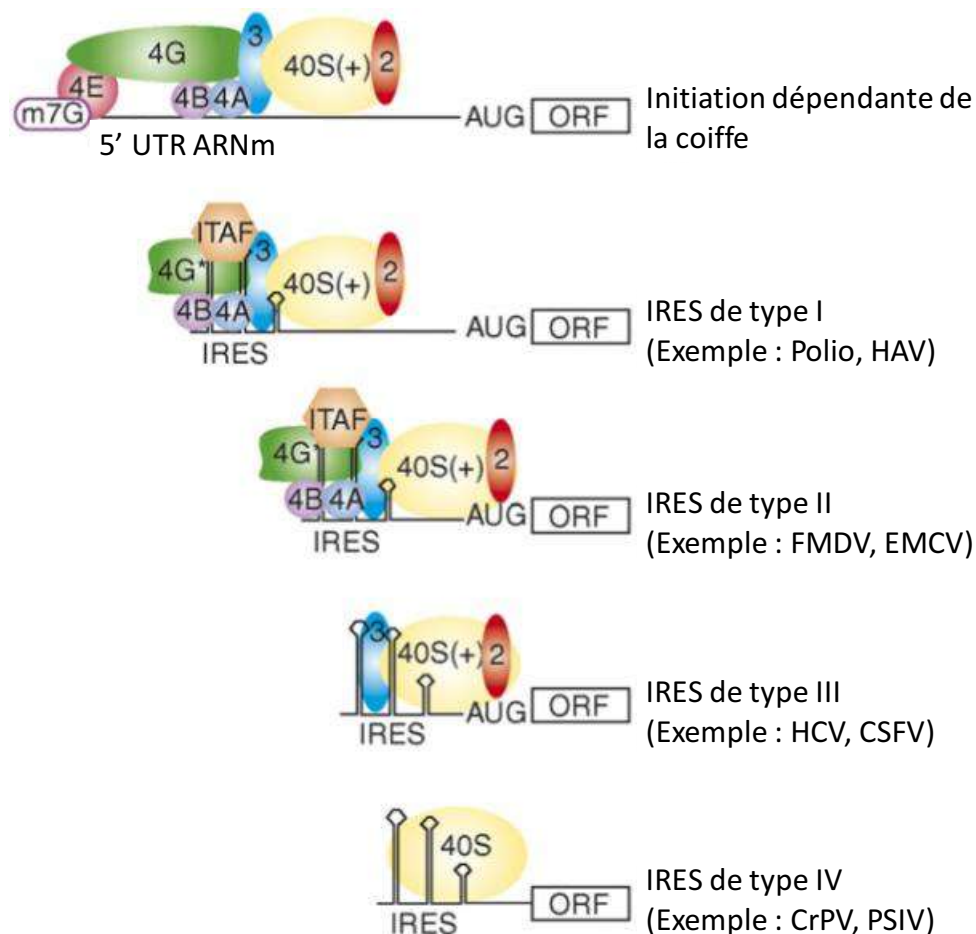 4G
3
40S(+)
2
4E
4B
4A
m7G
AUG
ORF
5’ UTR ARNm
Initiation dépendante de
la coiffe
ITAF
3
4G*
40S(+)
2
4B
4A
AUG
ORF
IRES
IRES de type I
(Exemple : Polio, HAV)
ITAF
3
4G*
40S(+)
2
4B
4A
AUG
ORF
IRES
IRES de type II
(Exemple : FMDV, EMCV)
3
40S(+)
2
AUG
ORF
IRES
IRES de type III
(Exemple : HCV, CSFV)
40S
ORF
IRES
IRES de type IV
(Exemple : CrPV, PSIV)